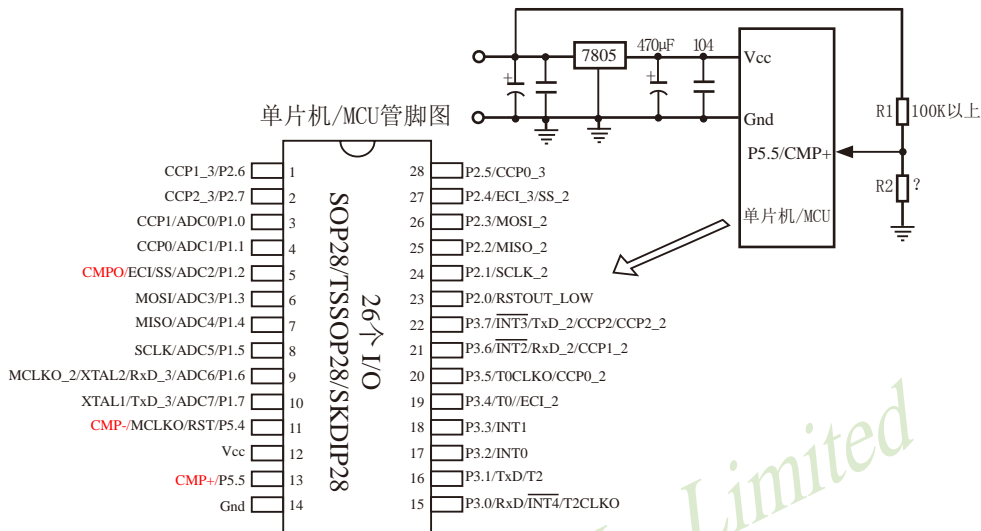 单片机/MCU管脚图
7805
470μF
104
+
+
Vcc
Gnd
P5.5/CMP+
单片机/MCU
R1
100K以上
R2
?
CCP1_3/P2.6 1
CCP2_3/P2.7 2
CCP1/ADC0/P1.0 3
CCP0/ADC1/P1.1 4
CMPO/ECI/SS/ADC2/P1.2 5
MOSI/ADC3/P1.3 6
MISO/ADC4/P1.4 7
SCLK/ADC5/P1.5 8
MCLKO_2/XTAL2/RxD_3/ADC6/P1.6 9
XTAL1/TxD_3/ADC7/P1.7 10
CMP-/MCLKO/RST/P5.4 11
Vcc 12
CMP+/P5.5 13
Gnd 14
SOP28/TSSOP28/SKDIP28
26个 I/O
28 P2.5/CCP0_3
27 P2.4/ECI_3/SS_2
26 P2.3/MOSI_2
25 P2.2/MISO_2
24 P2.1/SCLK_2
23 P2.0/RSTOUT_LOW
22 P3.7/INT3/TxD_2/CCP2/CCP2_2
21 P3.6/INT2/RxD_2/CCP1_2
20 P3.5/T0CLKO/CCP0_2
19 P3.4/T0//ECI_2
18 P3.3/INT1
17 P3.2/INT0
16 P3.1/TxD/T2
15 P3.0/RxD/INT4/T2CLKO
Limited